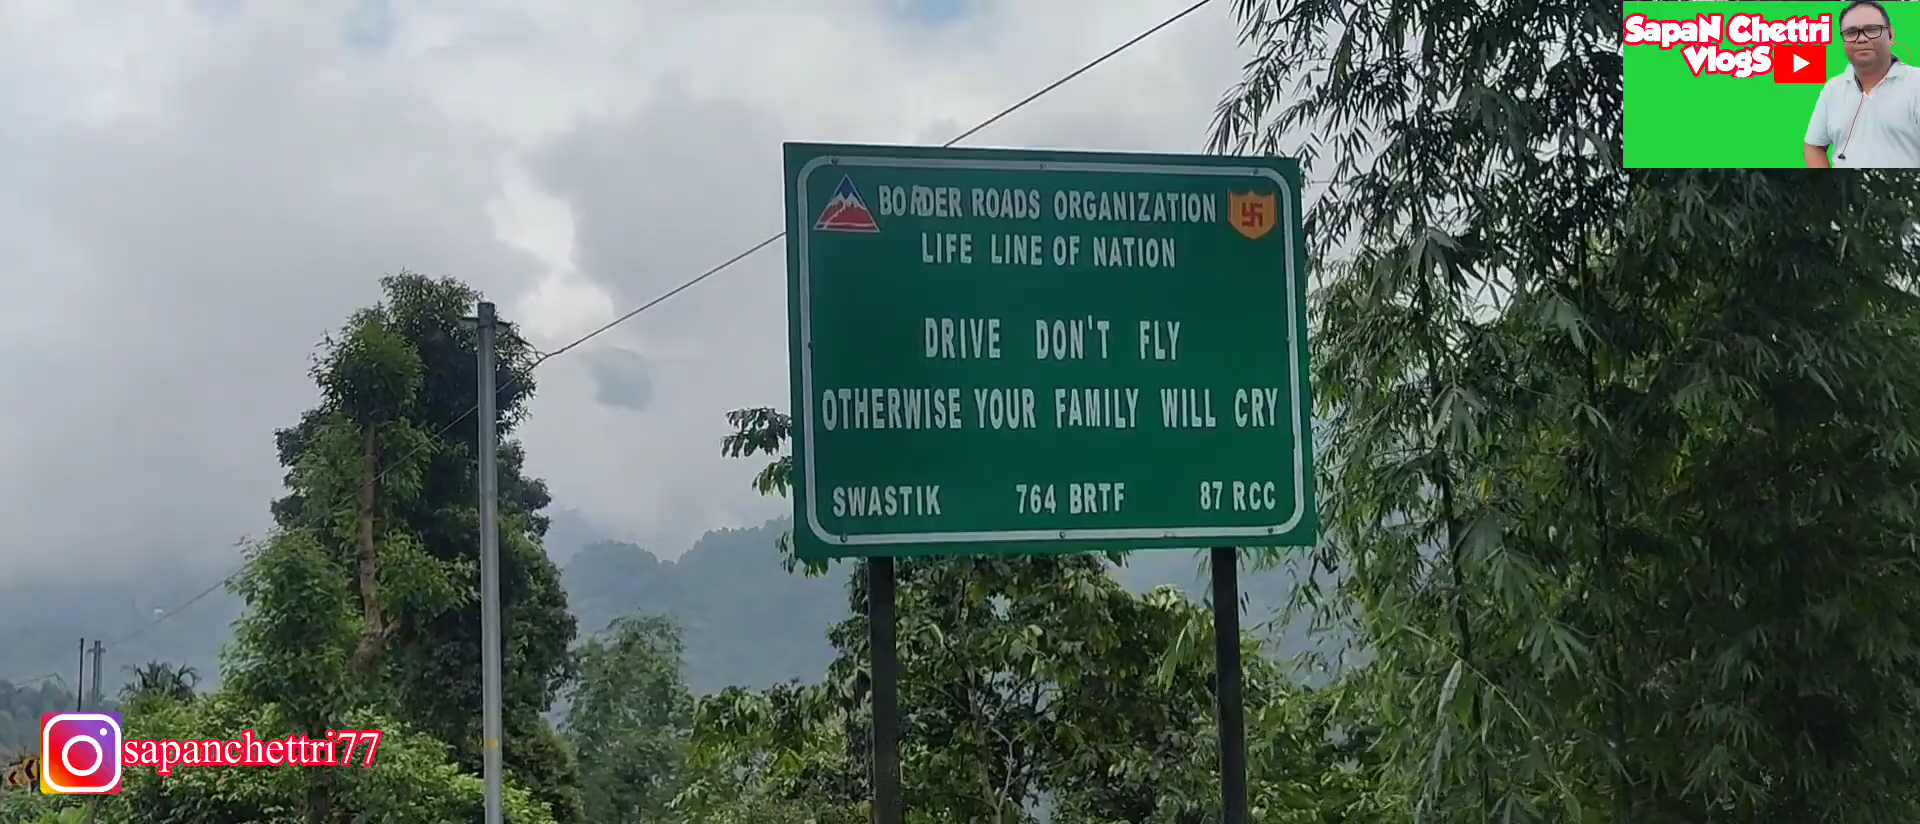 SapaN Chettri
VlogS
BORDER ROADS ORGANIZATION
LIFE LINE OF NATION
DRIVE DON'T FLY
OTHERWISE YOUR FAMILY WILL CRY
SWASTIK 764 BRTF 87 RCC
sapanchettri77